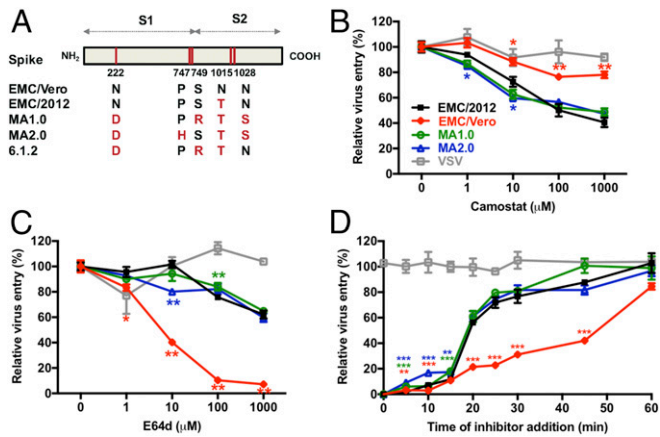 A
S1 S2
Spike NH2 COOH
222 747 749 1015 1028
EMC/Vero N P S N N
EMC/2012 N P S T N
MA1.0 D P R T S
MA2.0 D H S T S
6.1.2 D P R T N
B
Relative virus entry (%)
140
120
100
80
60
40
20
0
*
*
*
**
**
EMC/2012
EMC/Vero
MA1.0
MA2.0
VSV
0 1 10 100 1000
Camostat (μM)
C
Relative virus entry (%)
120
100
80
60
40
20
0
*
**
**
**
**
**
0 1 10 100 1000
E64d (μM)
D
Relative virus entry (%)
140
120
100
80
60
40
20
0
*** *** **
*** *** ***
**
*** *** *** ***
0 10 20 30 40 50 60
Time of inhibitor addition (min)